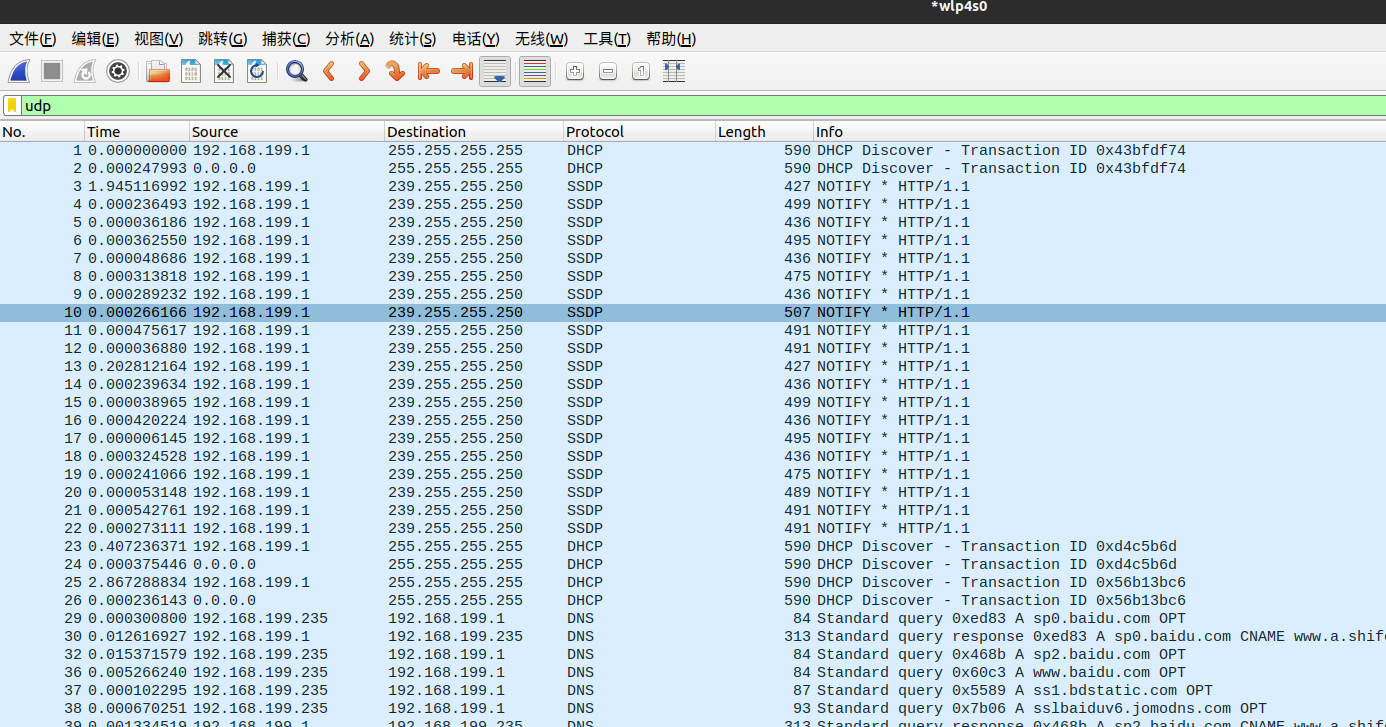 *wlp4s0
文件(F) 编辑(E) 视图(V) 跳转(G) 捕获(C) 分析(A) 统计(S) 电话(Y) 无线(W) 工具(T) 帮助(H)
udp
No. Time Source Destination Protocol Length Info
1 0.000000000 192.168.199.1 255.255.255.255 DHCP 590 DHCP Discover - Transaction ID 0x43bfdf74
2 0.000247993 0.0.0.0 255.255.255.255 DHCP 590 DHCP Discover - Transaction ID 0x43bfdf74
3 1.945116992 192.168.199.1 239.255.255.250 SSDP 427 NOTIFY * HTTP/1.1
4 0.000236493 192.168.199.1 239.255.255.250 SSDP 499 NOTIFY * HTTP/1.1
5 0.000036186 192.168.199.1 239.255.255.250 SSDP 436 NOTIFY * HTTP/1.1
6 0.000362550 192.168.199.1 239.255.255.250 SSDP 495 NOTIFY * HTTP/1.1
7 0.000048686 192.168.199.1 239.255.255.250 SSDP 436 NOTIFY * HTTP/1.1
8 0.000313818 192.168.199.1 239.255.255.250 SSDP 475 NOTIFY * HTTP/1.1
9 0.000289232 192.168.199.1 239.255.255.250 SSDP 436 NOTIFY * HTTP/1.1
10 0.000266166 192.168.199.1 239.255.255.250 SSDP 507 NOTIFY * HTTP/1.1
11 0.000475617 192.168.199.1 239.255.255.250 SSDP 491 NOTIFY * HTTP/1.1
12 0.000036880 192.168.199.1 239.255.255.250 SSDP 491 NOTIFY * HTTP/1.1
13 0.202812164 192.168.199.1 239.255.255.250 SSDP 427 NOTIFY * HTTP/1.1
14 0.000239634 192.168.199.1 239.255.255.250 SSDP 436 NOTIFY * HTTP/1.1
15 0.000038965 192.168.199.1 239.255.255.250 SSDP 499 NOTIFY * HTTP/1.1
16 0.000420224 192.168.199.1 239.255.255.250 SSDP 436 NOTIFY * HTTP/1.1
17 0.000006145 192.168.199.1 239.255.255.250 SSDP 495 NOTIFY * HTTP/1.1
18 0.000324528 192.168.199.1 239.255.255.250 SSDP 436 NOTIFY * HTTP/1.1
19 0.000241066 192.168.199.1 239.255.255.250 SSDP 475 NOTIFY * HTTP/1.1
20 0.000053148 192.168.199.1 239.255.255.250 SSDP 489 NOTIFY * HTTP/1.1
21 0.000542761 192.168.199.1 239.255.255.250 SSDP 491 NOTIFY * HTTP/1.1
22 0.000273111 192.168.199.1 239.255.255.250 SSDP 491 NOTIFY * HTTP/1.1
23 0.407236371 192.168.199.1 255.255.255.255 DHCP 590 DHCP Discover - Transaction ID 0xd4c5b6d
24 0.000375446 0.0.0.0 255.255.255.255 DHCP 590 DHCP Discover - Transaction ID 0xd4c5b6d
25 2.867288834 192.168.199.1 255.255.255.255 DHCP 590 DHCP Discover - Transaction ID 0x56b13bc6
26 0.000236143 0.0.0.0 255.255.255.255 DHCP 590 DHCP Discover - Transaction ID 0x56b13bc6
29 0.000300800 192.168.199.235 192.168.199.1 DNS 84 Standard query 0xed83 A sp0.baidu.com OPT
30 0.012616927 192.168.199.1 192.168.199.235 DNS 313 Standard query response 0xed83 A sp0.baidu.com CNAME www.a.shif
32 0.015371579 192.168.199.235 192.168.199.1 DNS 84 Standard query 0x468b A sp2.baidu.com OPT
36 0.005266240 192.168.199.235 192.168.199.1 DNS 84 Standard query 0x60c3 A www.baidu.com OPT
37 0.000102295 192.168.199.235 192.168.199.1 DNS 87 Standard query 0x5589 A ss1.bdstatic.com OPT
38 0.000670251 192.168.199.235 192.168.199.1 DNS 93 Standard query 0x7b06 A sslbaiduv6.jomodns.com OPT
39 0.001334519 192.168.199.1 192.168.199.235 DNS 313 Standard query response 0x468b A sp2.baidu.com CNAME www.a.shif